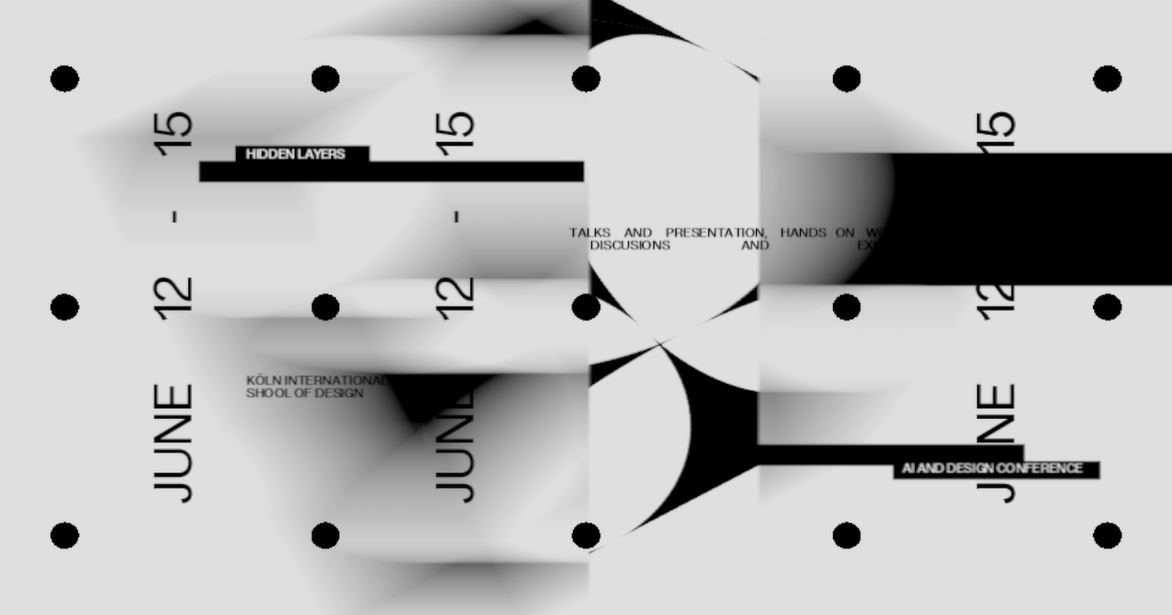 JUNE 12 - 15
HIDDEN LAYERS
JUNE 12 - 15
TALKS AND PRESENTATION, HANDS ON
DISCUSIONS AND
KÖLN INTERNATIONAL
SHOOL OF DESIGN
JUNE 12 15
AI AND DESIGN CONFERENCE